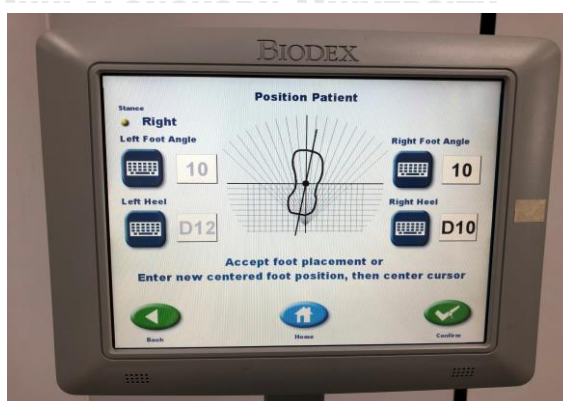 BIODEX
Position Patient
Stance
Right
Left Foot Angle
10
Right Foot Angle
10
Left Heel
D12
Right Heel
D10
Accept foot placement or
Enter new centered foot position, then center cursor
Back
Home
Confirm